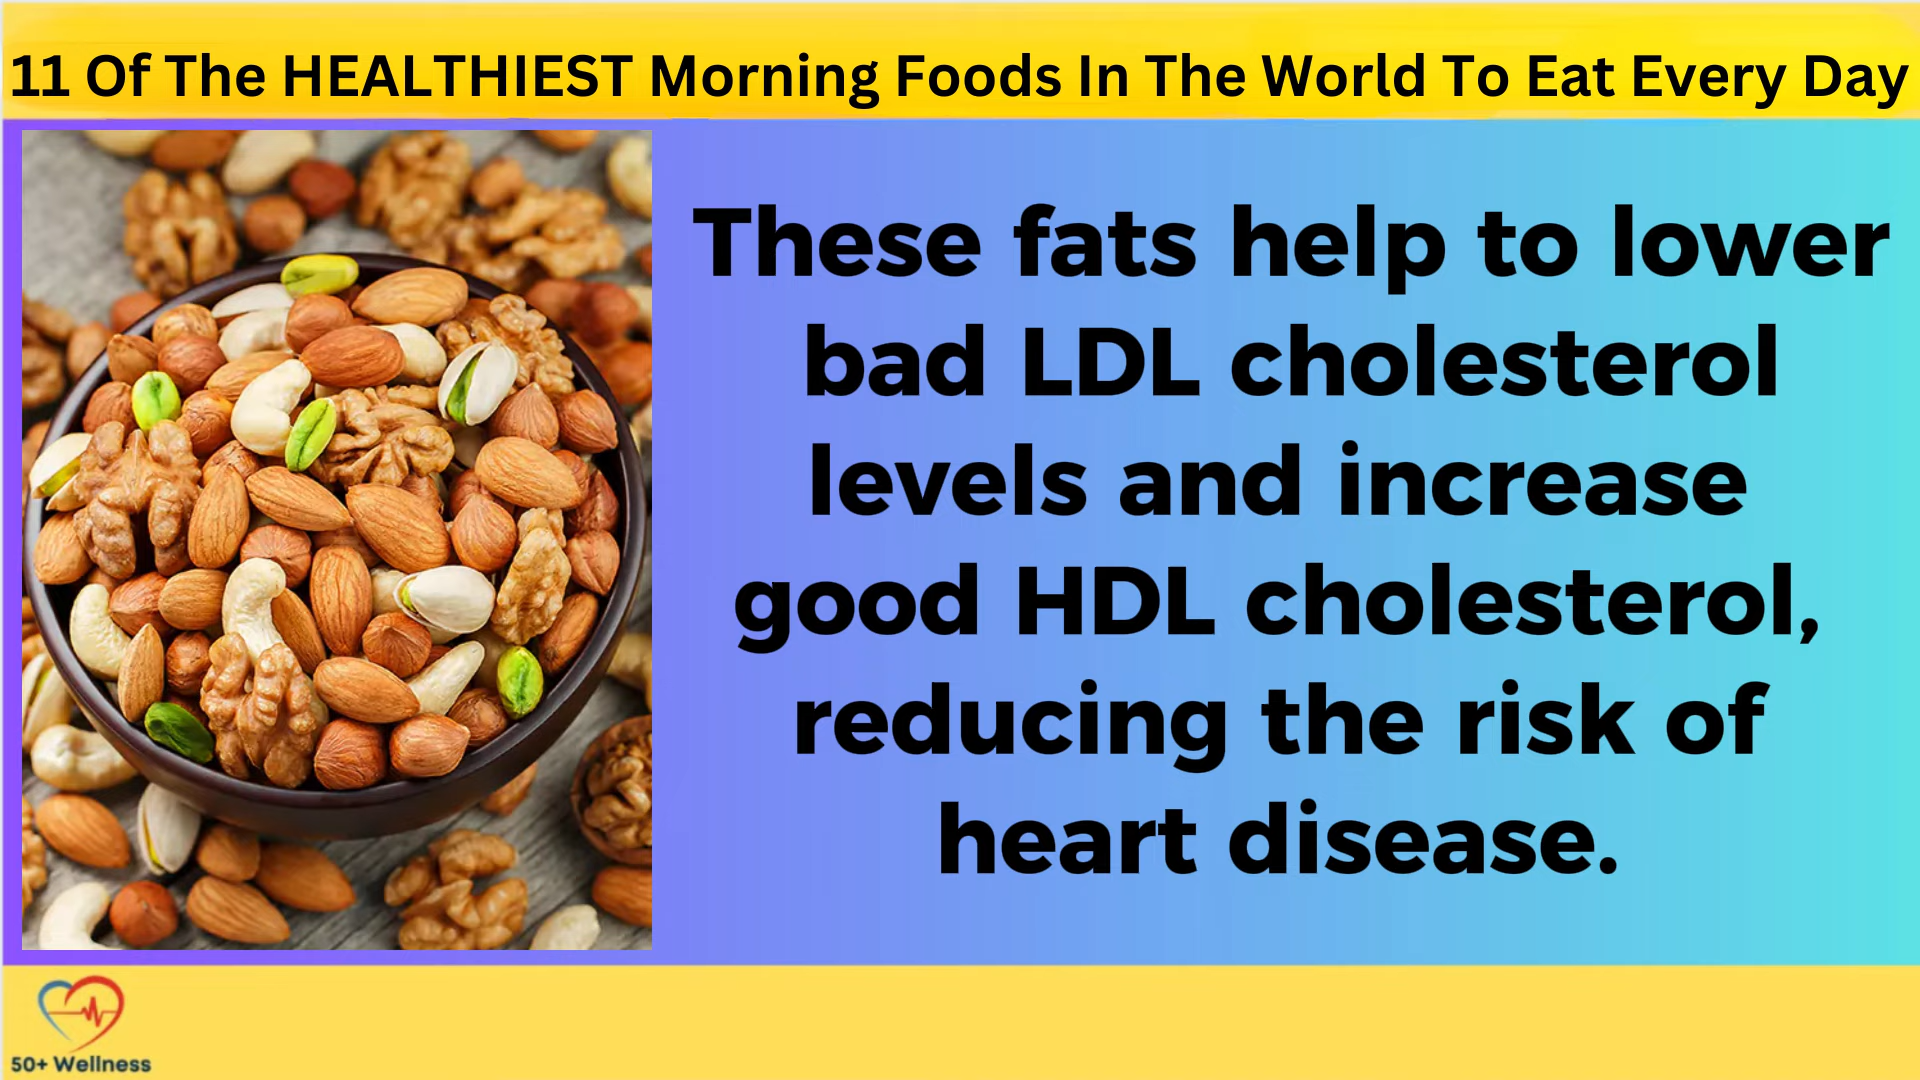 11 Of The HEALTHIEST Morning Foods In The World To Eat Every Day
These fats help to lower
bad LDL cholesterol
levels and increase
good HDL cholesterol,
reducing the risk of
heart disease.
50+ Wellness